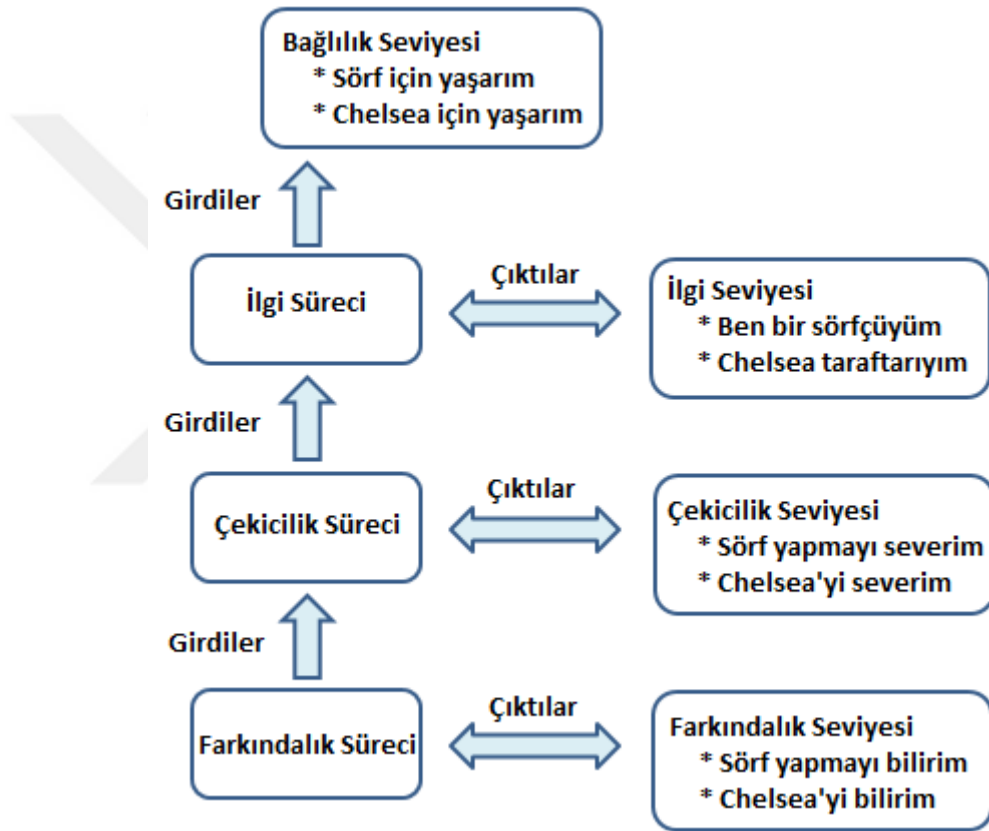 Bağlılık Seviyesi
* Sörf için yaşarım
* Chelsea için yaşarım
Girdiler
İlgi Süreci
Çıktılar
İlgi Seviyesi
* Ben bir sörfçüyüm
* Chelsea taraftarıyım
Girdiler
Çekicilik Süreci
Çıktılar
Çekicilik Seviyesi
* Sörf yapmayı severim
* Chelsea'yi severim
Girdiler
Farkındalık Süreci
Çıktılar
Farkındalık Seviyesi
* Sörf yapmayı bilirim
* Chelsea'yi bilirim